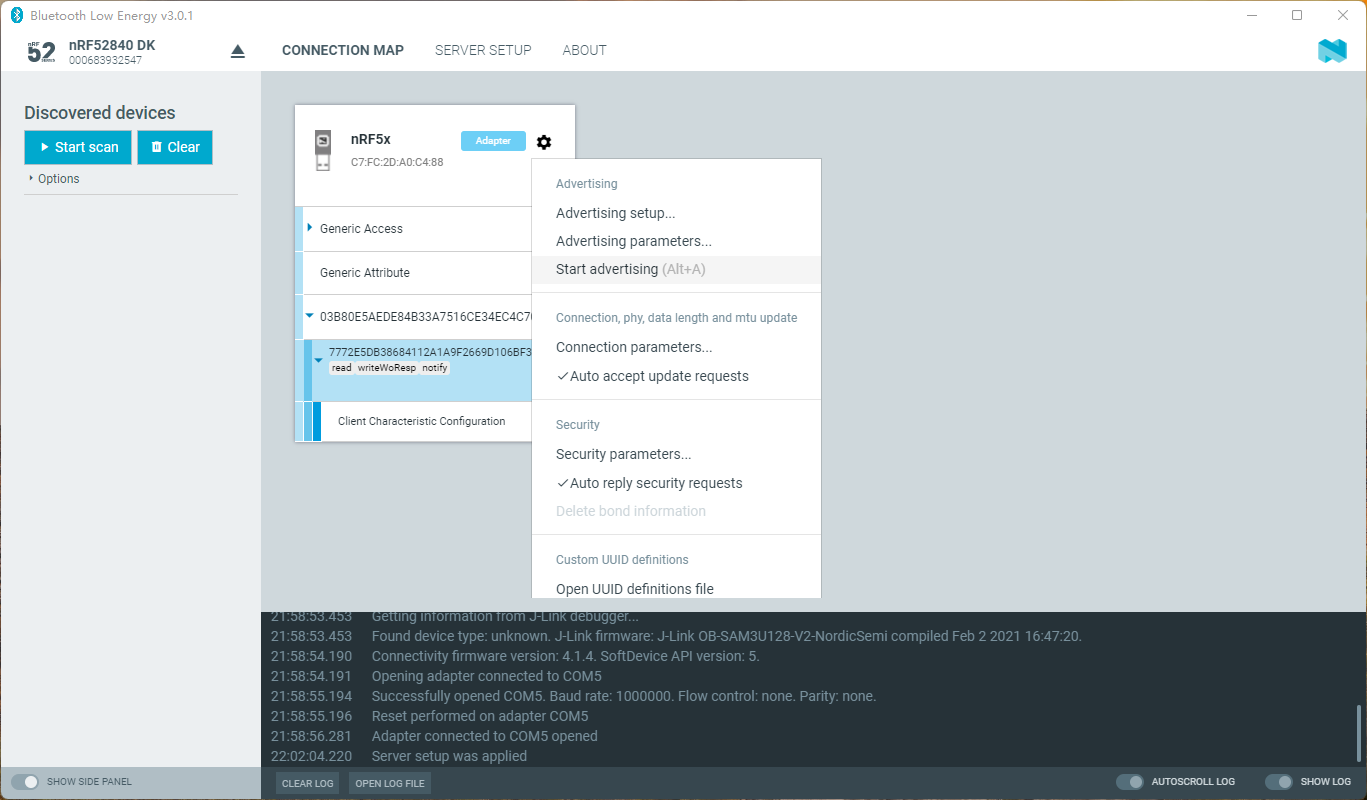 Bluetooth Low Energy v3.0.1
nRF
52
SERIES
nRF52840 DK
000683932547
CONNECTION MAP
SERVER SETUP
ABOUT
Discovered devices
Start scan
Clear
Options
nRF5x
Adapter
C7:FC:2D:A0:C4:88
Generic Access
Generic Attribute
03B80E5AEDE84B33A7516CE34EC4C70
7772E5DB38684112A1A9F2669D106BF3
read writeWoResp notify
Client Characteristic Configuration
Advertising
Advertising setup...
Advertising parameters...
Start advertising (Alt+A)
Connection, phy, data length and mtu update
Connection parameters...
✓Auto accept update requests
Security
Security parameters...
✓Auto reply security requests
Delete bond information
Custom UUID definitions
Open UUID definitions file
21:58:53.453 Getting information from J-Link debugger...
21:58:53.453 Found device type: unknown. J-Link firmware: J-Link OB-SAM3U128-V2-NordicSemi compiled Feb 2 2021 16:47:20.
21:58:54.190 Connectivity firmware version: 4.1.4. SoftDevice API version: 5.
21:58:54.191 Opening adapter connected to COM5
21:58:55.194 Successfully opened COM5. Baud rate: 1000000. Flow control: none. Parity: none.
21:58:55.196 Reset performed on adapter COM5
21:58:56.281 Adapter connected to COM5 opened
22:02:04.220 Server setup was applied
SHOW SIDE PANEL
CLEAR LOG
OPEN LOG FILE
AUTOSCROLL LOG
SHOW LOG